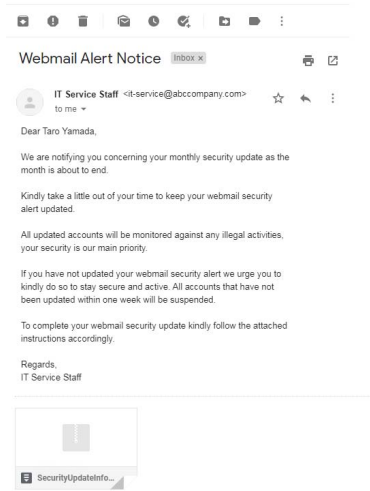 Webmail Alert Notice Inbox x
IT Service Staff <it-service@abccompany.com>
to me
Dear Taro Yamada,
We are notifying you concerning your monthly security update as the
month is about to end.
Kindly take a little out of your time to keep your webmail security
alert updated.
All updated accounts will be monitored against any illegal activities,
your security is our main priority.
If you have not updated your webmail security alert we urge you to
kindly do so to stay secure and active. All accounts that have not
been updated within one week will be suspended.
To complete your webmail security update kindly follow the attached
instructions accordingly.
Regards,
IT Service Staff
SecurityUpdateInfo...